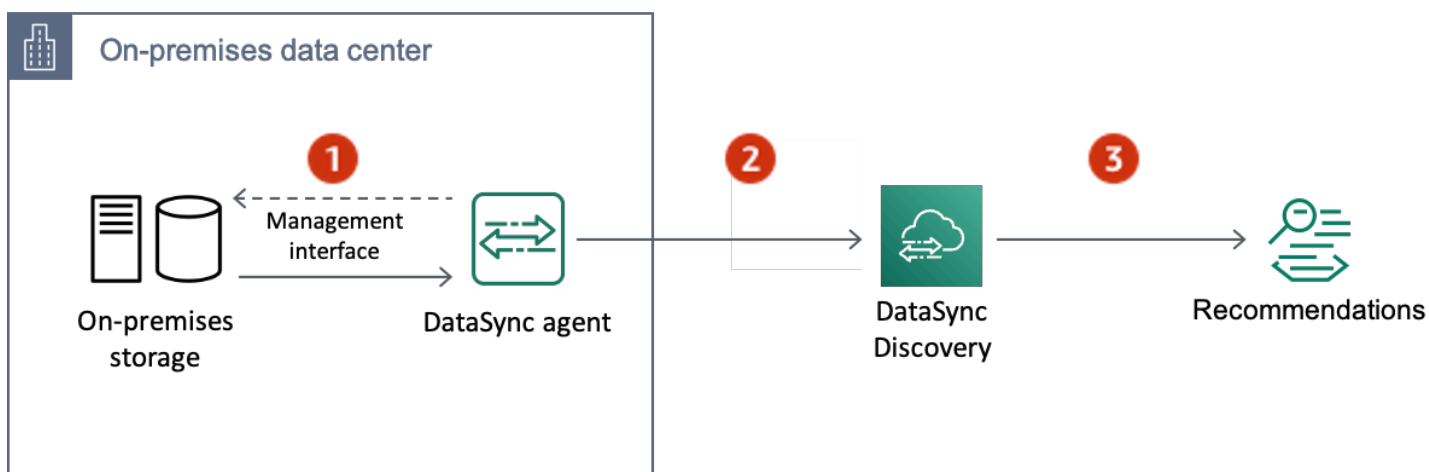 On-premises data center
1
2
3
Management
interface
On-premises
storage
DataSync agent
DataSync
Discovery
Recommendations